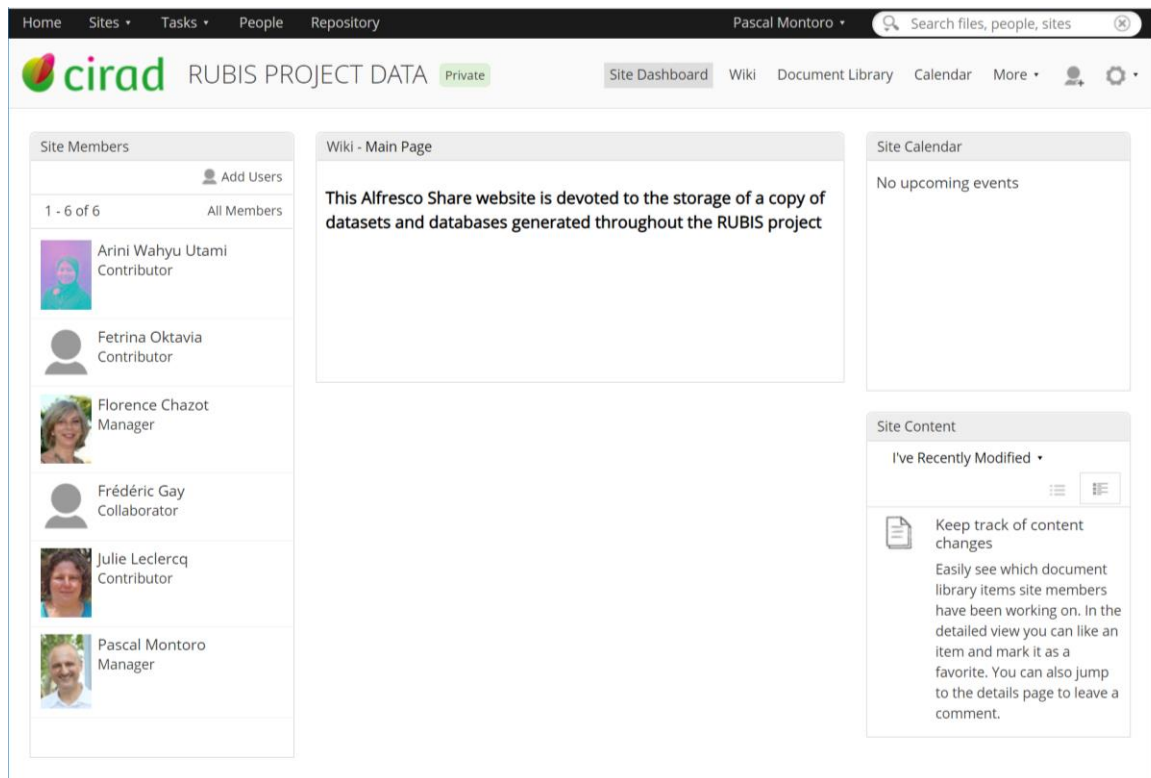 Home Sites Tasks People Repository Pascal Montoro Search files, people, sites
cirad RUBIS PROJECT DATA Private Site Dashboard Wiki Document Library Calendar More
Site Members
Add Users
1 - 6 of 6 All Members
Arini Wahyu Utami
Contributor
Fetrina Oktavia
Contributor
Florence Chazot
Manager
Frédéric Gay
Collaborator
Julie Leclercq
Contributor
Pascal Montoro
Manager
Wiki - Main Page
This Alfresco Share website is devoted to the storage of a copy of
datasets and databases generated throughout the RUBIS project
Site Calendar
No upcoming events
Site Content
I've Recently Modified
Keep track of content
changes
Easily see which document
library items site members
have been working on. In the
detailed view you can like an
item and mark it as a
favorite. You can also jump
to the details page to leave a
comment.